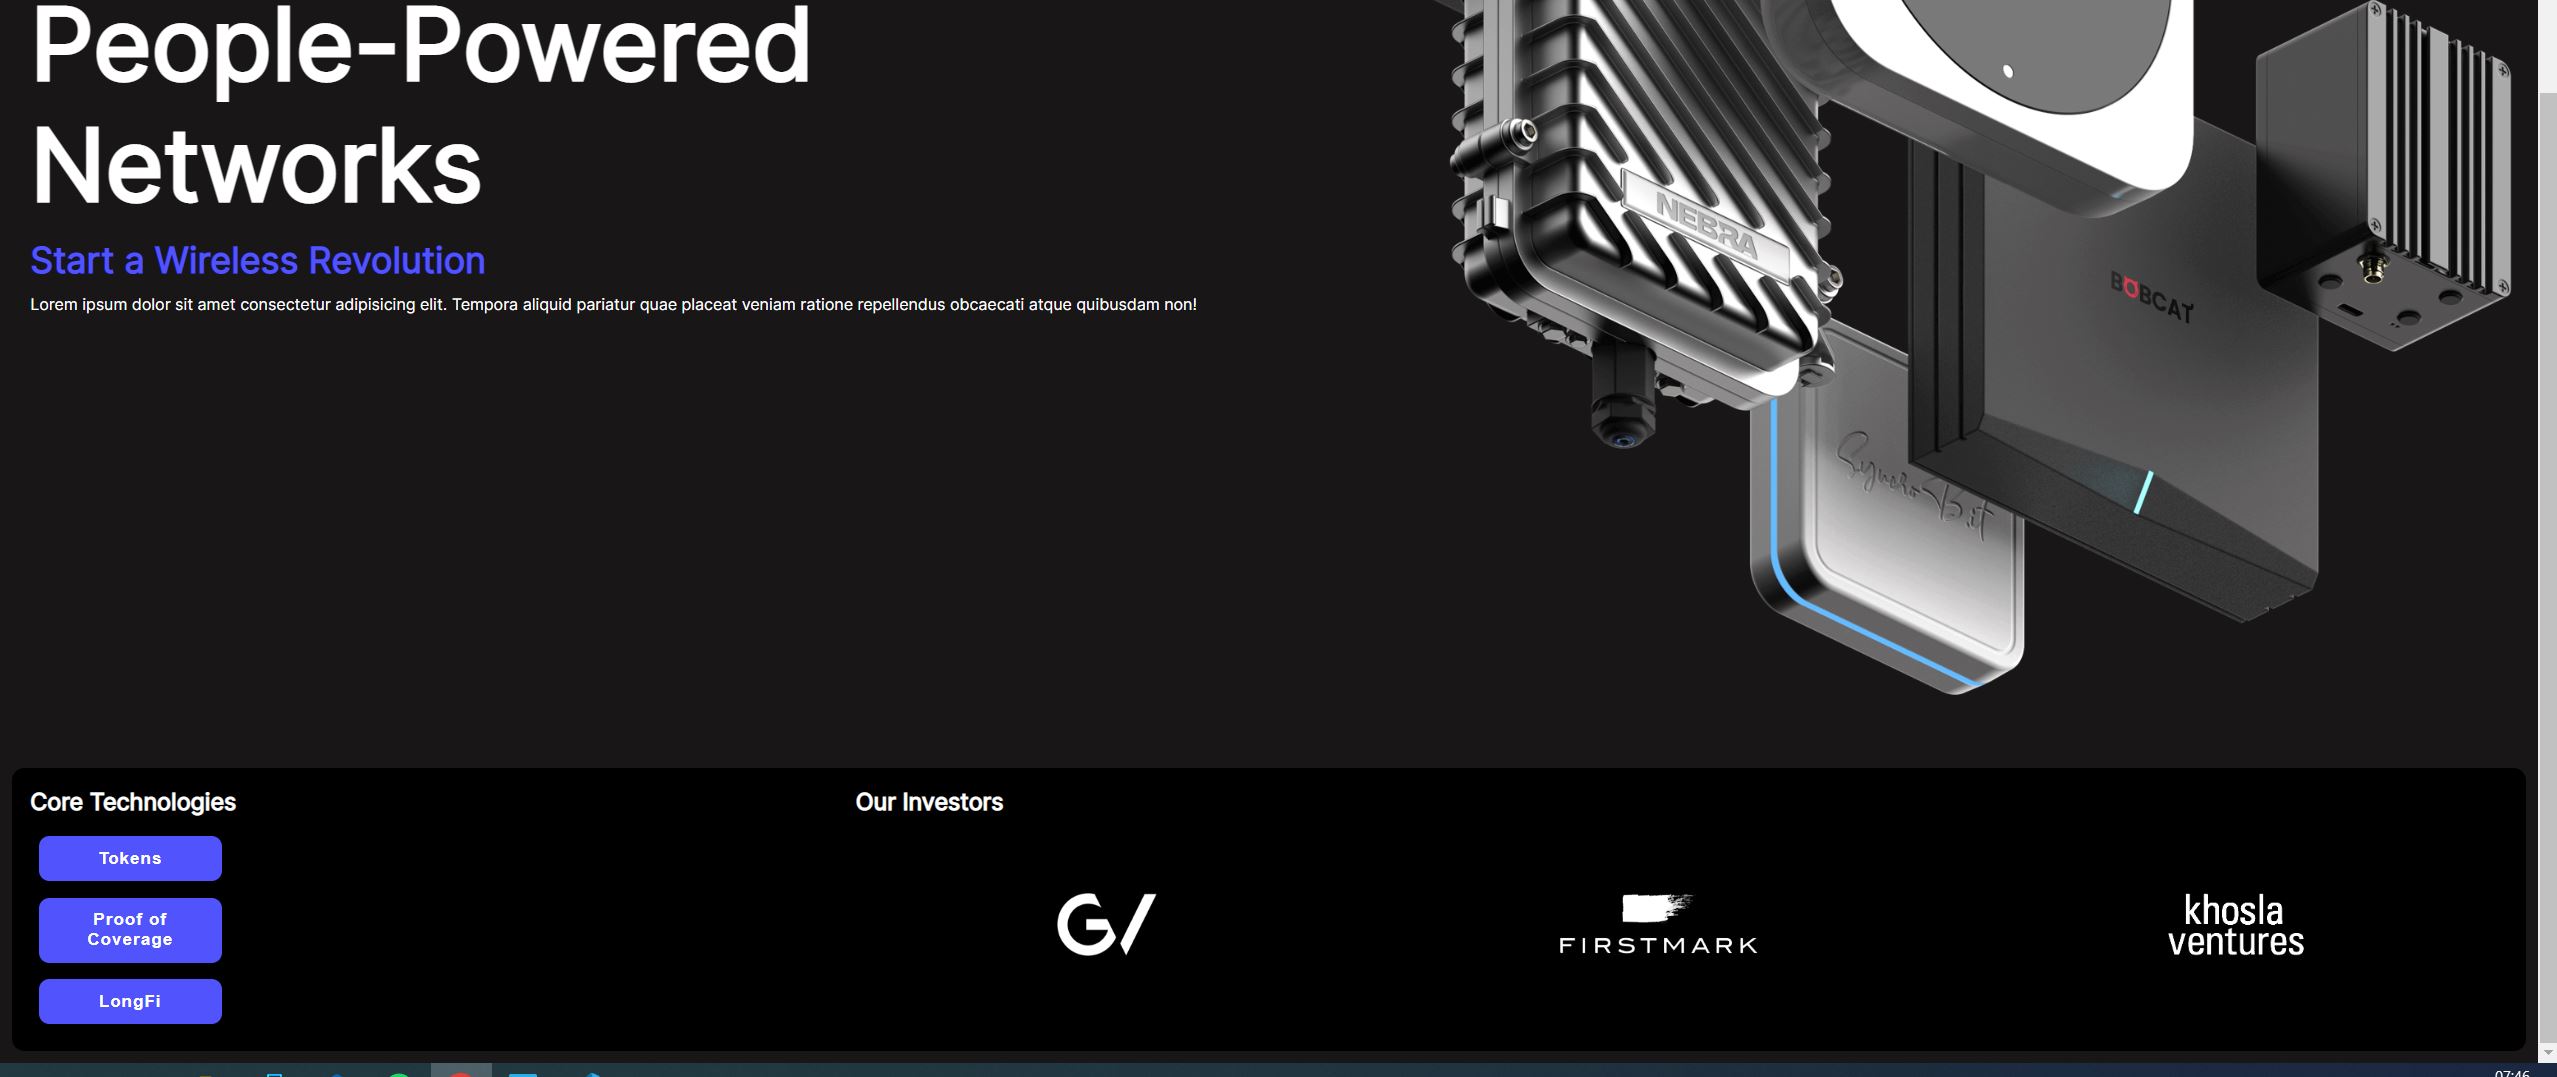 People-Powered
Networks
Start a Wireless Revolution
Lorem ipsum dolor sit amet consectetur adipisicing elit. Tempora aliquid pariatur quae placeat veniam ratione repellendus obcaecati atque quibusdam non!
NEBRA
BOBCAT
SyncroBit
Core Technologies
Our Investors
Tokens
Proof of
Coverage
LongFi
G/
FIRSTMARK
khosla
ventures
07:46